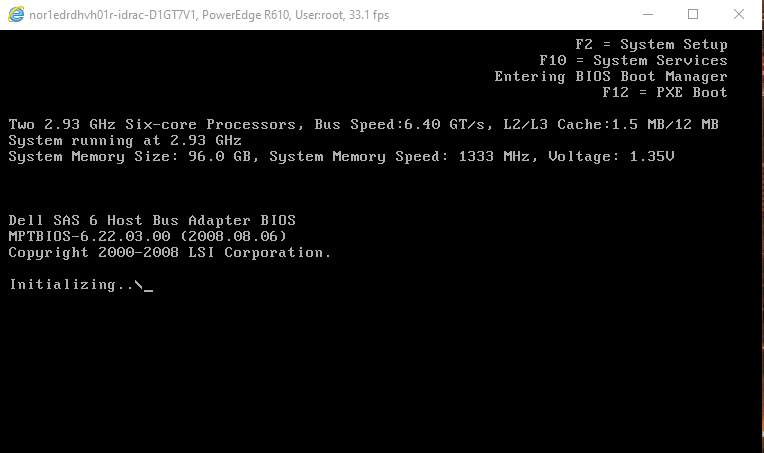 nor1edrdhvh01r-idrac-D1GT7V1, PowerEdge R610, User:root, 33.1 fps
F2 = System Setup
F10 = System Services
Entering BIOS Boot Manager
F12 = PXE Boot
Two 2.93 GHz Six-core Processors, Bus Speed:6.40 GT/s, L2/L3 Cache:1.5 MB/12 MB
System running at 2.93 GHz
System Memory Size: 96.0 GB, System Memory Speed: 1333 MHz, Voltage: 1.35V
Dell SAS 6 Host Bus Adapter BIOS
MPTBIOS-6.22.03.00 (2008.08.06)
Copyright 2000-2008 LSI Corporation.
Initializing..\_